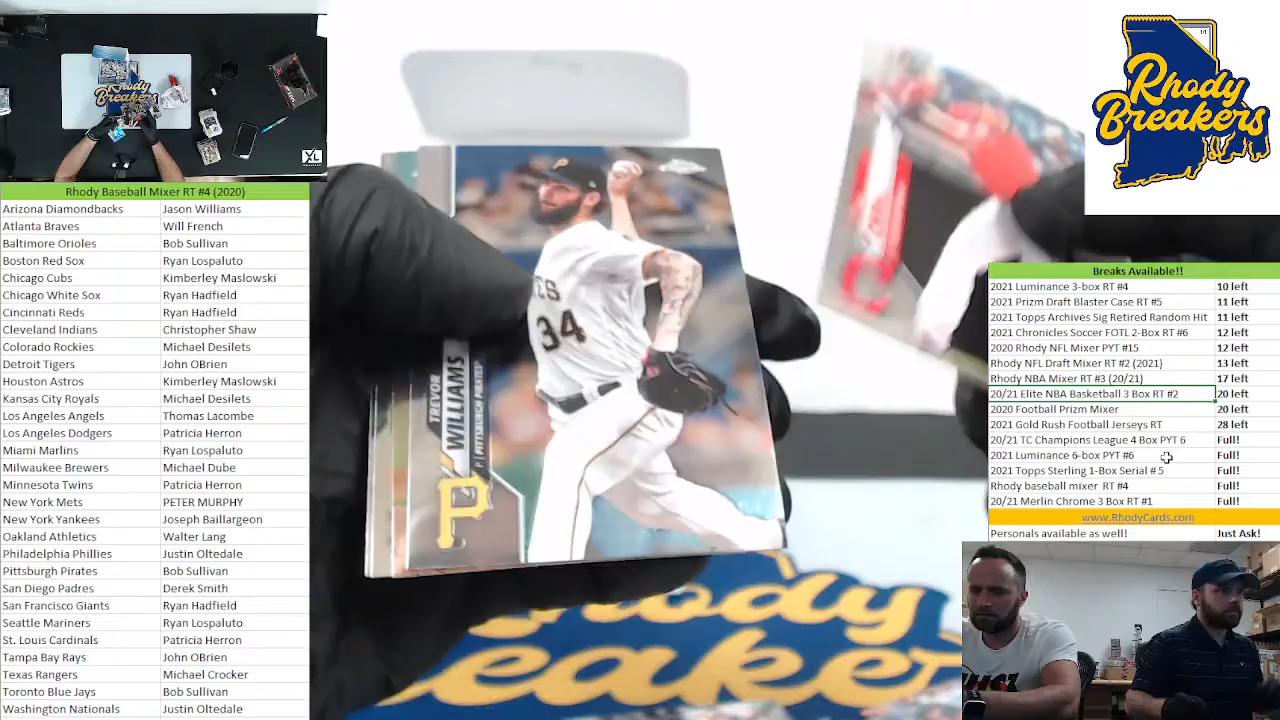 Rhody Baseball Mixer RT #4 (2020)
Arizona Diamondbacks Jason Williams
Atlanta Braves Will French
Baltimore Orioles Bob Sullivan
Boston Red Sox Ryan Lospaluto
Chicago Cubs Kimberley Maslowski
Chicago White Sox Ryan Hadfield
Cincinnati Reds Ryan Hadfield
Cleveland Indians Christopher Shaw
Colorado Rockies Michael Desilets
Detroit Tigers John OBrien
Houston Astros Kimberley Maslowski
Kansas City Royals Michael Desilets
Los Angeles Angels Thomas Lacombe
Los Angeles Dodgers Patricia Herron
Miami Marlins Ryan Lospaluto
Milwaukee Brewers Michael Dube
Minnesota Twins Patricia Herron
New York Mets PETER MURPHY
New York Yankees Joseph Baillargeon
Oakland Athletics Walter Lang
Philadelphia Phillies Justin Oltedale
Pittsburgh Pirates Bob Sullivan
San Diego Padres Derek Smith
San Francisco Giants Ryan Hadfield
Seattle Mariners Ryan Lospaluto
St. Louis Cardinals Patricia Herron
Tampa Bay Rays John OBrien
Texas Rangers Michael Crocker
Toronto Blue Jays Bob Sullivan
Washington Nationals Justin Oltedale
Rhody
Breakers
XL
34
TREVOR
WILLIAMS
PITTSBURGH PIRATES
P
Rhody
Breakers
Breaks Available!!
2021 Luminance 3-box RT #4 10 left
2021 Prizm Draft Blaster Case RT #5 11 left
2021 Topps Archives Sig Retired Random Hit 11 left
2021 Chronicles Soccer FOTL 2-Box RT #6 12 left
2020 Rhody NFL Mixer PYT #15 12 left
Rhody NFL Draft Mixer RT #2 (2021) 13 left
Rhody NBA Mixer RT #3 (20/21) 17 left
20/21 Elite NBA Basketball 3 Box RT #2 20 left
2020 Football Prizm Mixer 20 left
2021 Gold Rush Football Jerseys RT 28 left
20/21 TC Champions League 4 Box PYT 6 Full!
2021 Luminance 6-box PYT #6 Full!
2021 Topps Sterling 1-Box Serial # 5 Full!
Rhody baseball mixer RT #4 Full!
20/21 Merlin Chrome 3 Box RT #1 Full!
www.RhodyCards.com
Personals available as well! Just Ask!